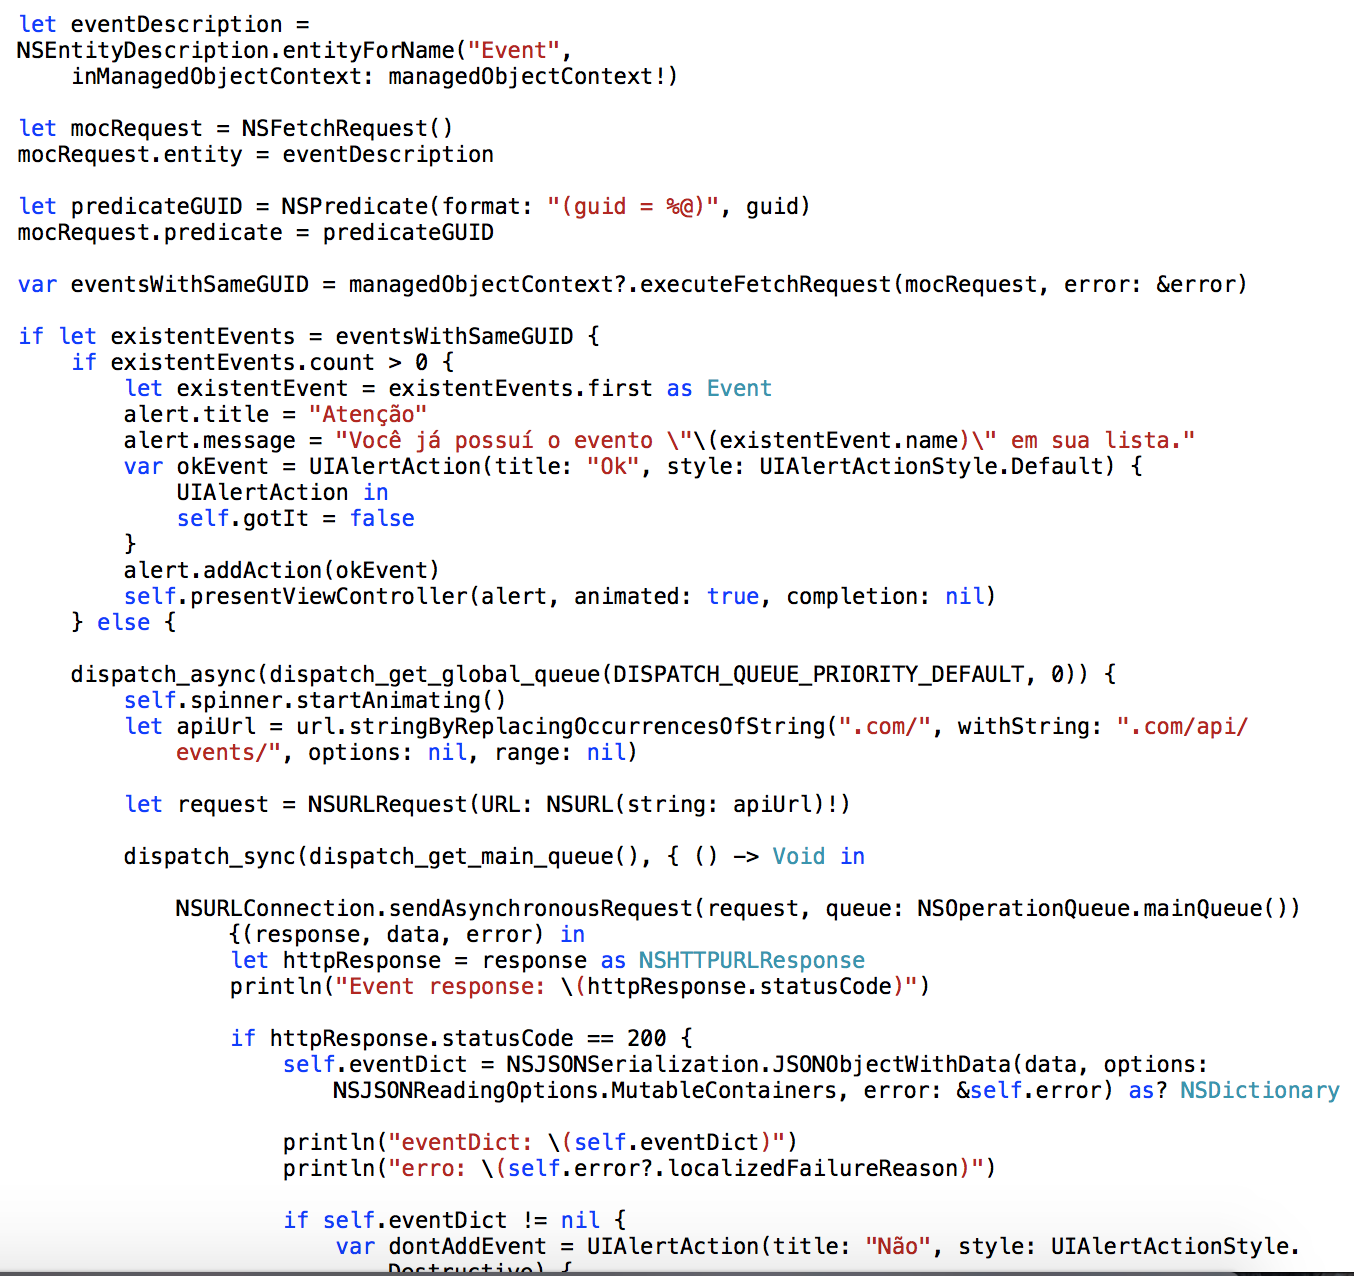 let eventDescription =
NSEntityDescription.entityForName("Event",
inManagedObjectContext: managedObjectContext!)
let mocRequest = NSFetchRequest()
mocRequest.entity = eventDescription
let predicateGUID = NSPredicate(format: "(guid = %@)", guid)
mocRequest.predicate = predicateGUID
var eventsWithSameGUID = managedObjectContext?.executeFetchRequest(mocRequest, error: &error)
if let existentEvents = eventsWithSameGUID {
if existentEvents.count > 0 {
let existentEvent = existentEvents.first as Event
alert.title = "Atenção"
alert.message = "Você já possuí o evento \"\(existentEvent.name)\" em sua lista."
var okEvent = UIAlertAction(title: "Ok", style: UIAlertActionStyle.Default) {
UIAlertAction in
self.gotIt = false
}
alert.addAction(okEvent)
self.presentViewController(alert, animated: true, completion: nil)
} else {
dispatch_async(dispatch_get_global_queue(DISPATCH_QUEUE_PRIORITY_DEFAULT, 0)) {
self.spinner.startAnimating()
let apiUrl = url.stringByReplacingOccurrencesOfString(".com/", withString: ".com/api/
events/", options: nil, range: nil)
let request = NSURLRequest(URL: NSURL(string: apiUrl)!)
dispatch_sync(dispatch_get_main_queue(), { () -> Void in
NSURLConnection.sendAsynchronousRequest(request, queue: NSOperationQueue.mainQueue())
{(response, data, error) in
let httpResponse = response as NSHTTPURLResponse
println("Event response: \(httpResponse.statusCode)")
if httpResponse.statusCode == 200 {
self.eventDict = NSJSONSerialization.JSONObjectWithData(data, options:
NSJSONReadingOptions.MutableContainers, error: &self.error) as? NSDictionary
println("eventDict: \(self.eventDict)")
println("erro: \(self.error?.localizedFailureReason)")
if self.eventDict != nil {
var dontAddEvent = UIAlertAction(title: "Não", style: UIAlertActionStyle.
Destructive) {